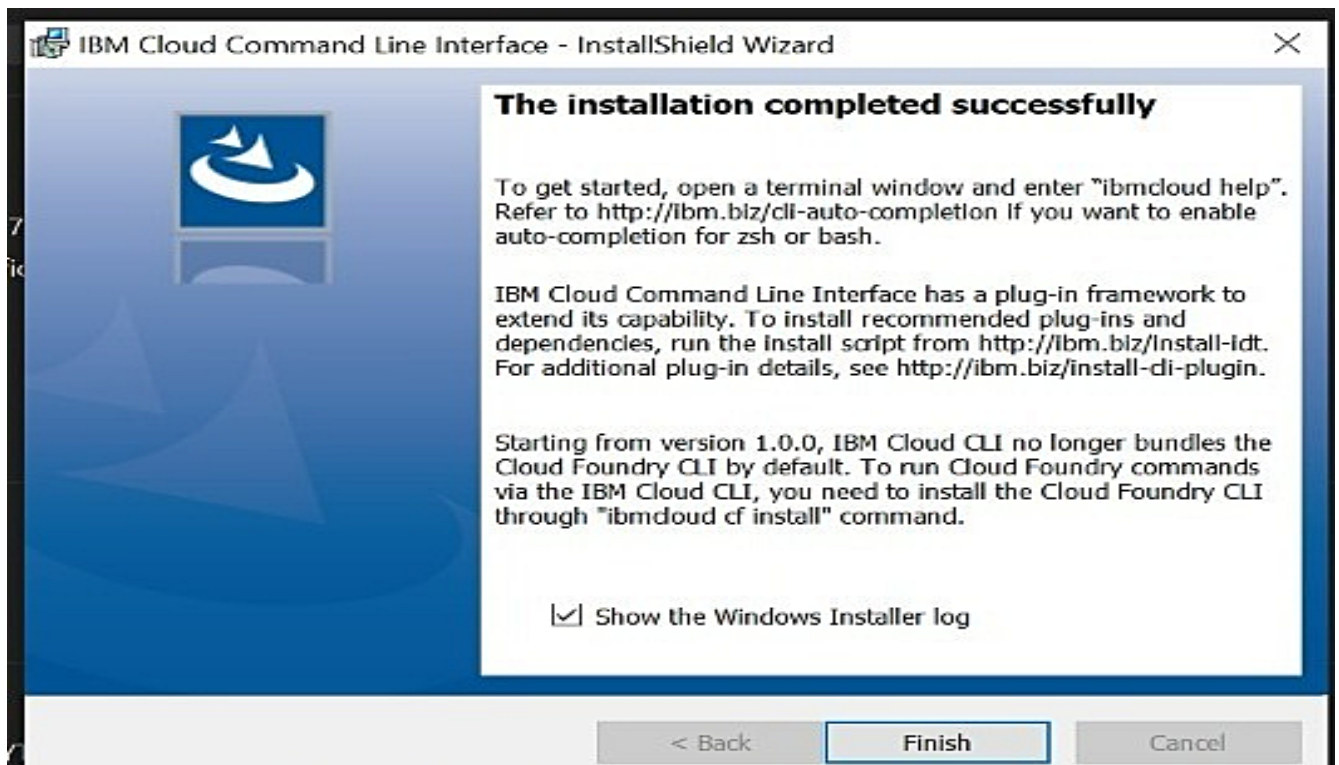 IBM Cloud Command Line Interface - InstallShield Wizard
The installation completed successfully
To get started, open a terminal window and enter "ibmcloud help".
Refer to http://ibm.biz/cli-auto-completion if you want to enable
auto-completion for zsh or bash.
IBM Cloud Command Line Interface has a plug-in framework to
extend its capability. To install recommended plug-ins and
dependencies, run the install script from http://ibm.biz/install-idt.
For additional plug-in details, see http://ibm.biz/install-cli-plugin.
Starting from version 1.0.0, IBM Cloud CLI no longer bundles the
Cloud Foundry CLI by default. To run Cloud Foundry commands
via the IBM Cloud CLI, you need to install the Cloud Foundry CLI
through "ibmcloud cf install" command.
Show the Windows Installer log
< Back Finish Cancel